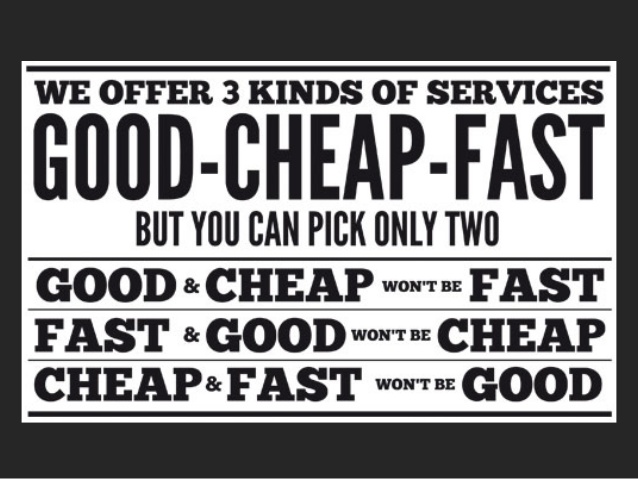 WE OFFER 3 KINDS OF SERVICES
GOOD-CHEAP-FAST
BUT YOU CAN PICK ONLY TWO
GOOD & CHEAP WON'T BE FAST
FAST & GOOD WON'T BE CHEAP
CHEAP & FAST WON'T BE GOOD